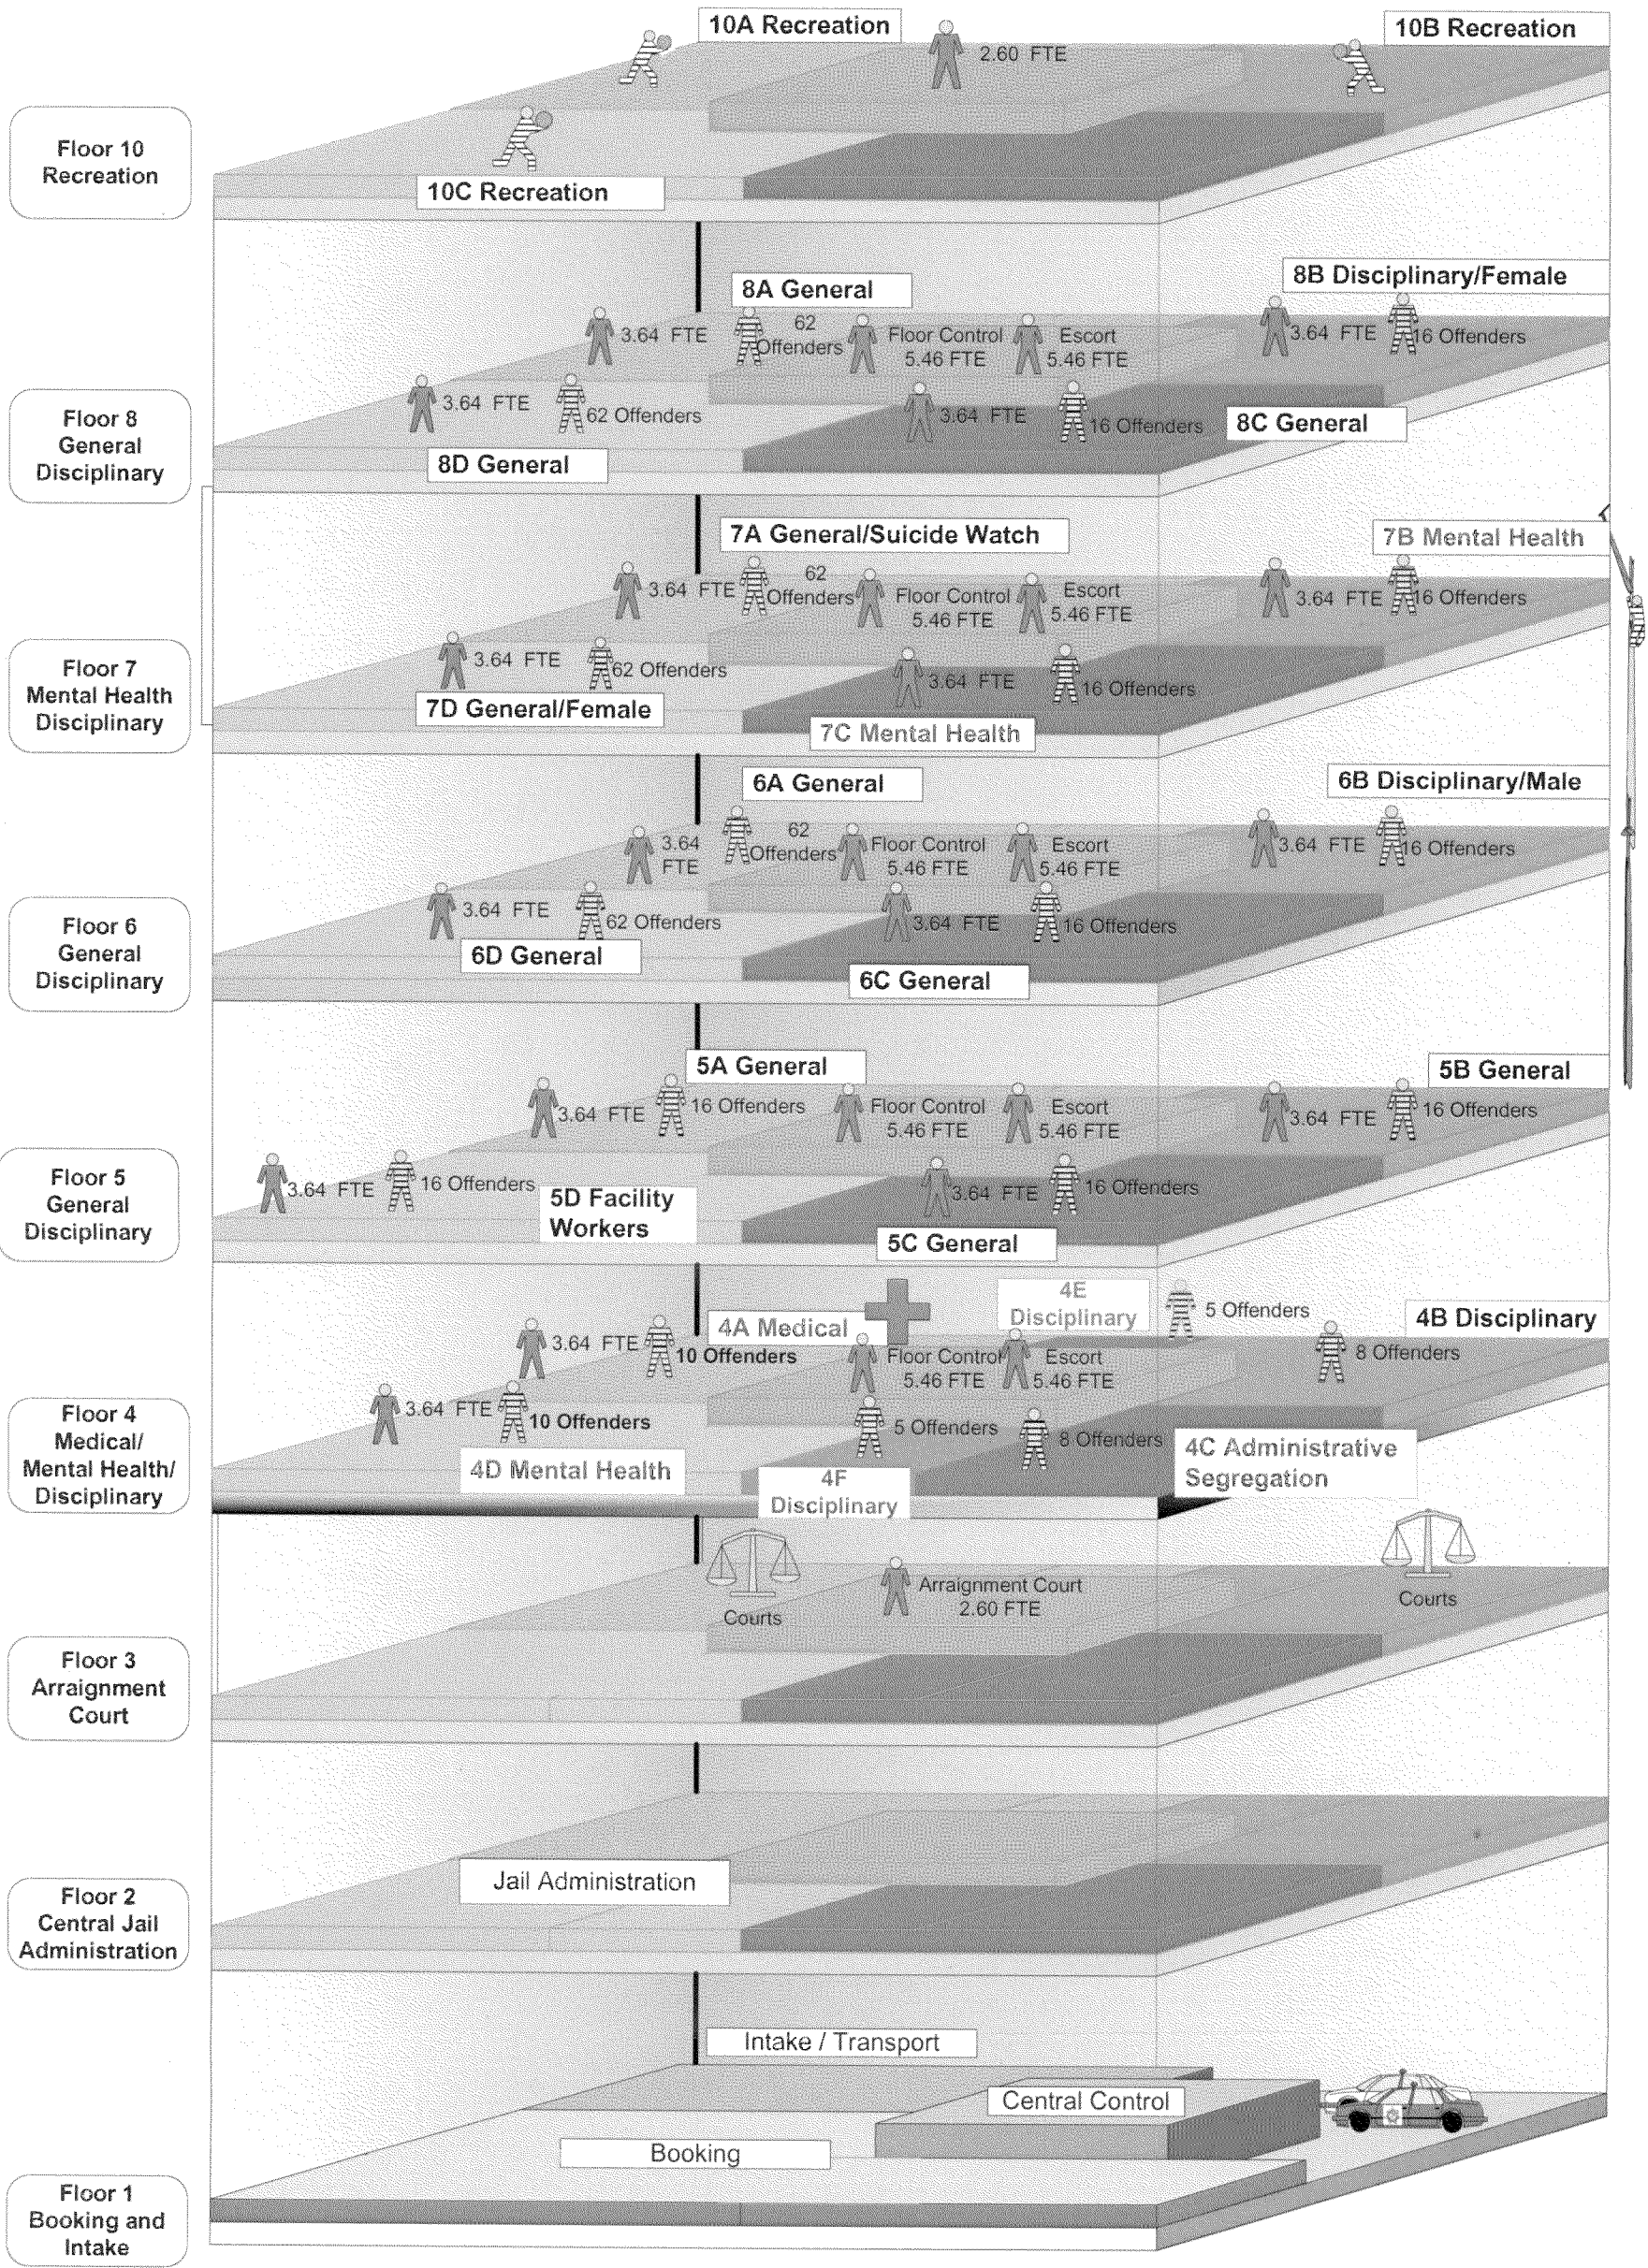 10A Recreation
2.60 FTE
10B Recreation
Floor 10
Recreation
10C Recreation
8A General
8B Disciplinary/Female
3.64 FTE
62
Offenders
Floor Control
5.46 FTE
Escort
5.46 FTE
3.64 FTE
16 Offenders
Floor 8
General
Disciplinary
3.64 FTE
62 Offenders
3.64 FTE
16 Offenders
8C General
8D General
7A General/Suicide Watch
7B Mental Health
3.64 FTE
62
Offenders
Floor Control
5.46 FTE
Escort
5.46 FTE
3.64 FTE
16 Offenders
Floor 7
Mental Health
Disciplinary
3.64 FTE
62 Offenders
3.64 FTE
16 Offenders
7D General/Female
7C Mental Health
6A General
6B Disciplinary/Male
3.64
FTE
62
Offenders
Floor Control
5.46 FTE
Escort
5.46 FTE
3.64 FTE
16 Offenders
Floor 6
General
Disciplinary
3.64 FTE
62 Offenders
3.64 FTE
16 Offenders
6D General
6C General
5A General
5B General
3.64 FTE
16 Offenders
Floor Control
5.46 FTE
Escort
5.46 FTE
3.64 FTE
16 Offenders
Floor 5
General
Disciplinary
3.64 FTE
16 Offenders
5D Facility
Workers
3.64 FTE
16 Offenders
5C General
4E
Disciplinary
5 Offenders
4B Disciplinary
4A Medical
3.64 FTE
10 Offenders
Floor Control
5.46 FTE
Escort
5.46 FTE
8 Offenders
Floor 4
Medical/
Mental Health/
Disciplinary
3.64 FTE
10 Offenders
5 Offenders
8 Offenders
4D Mental Health
4F
Disciplinary
4C Administrative
Segregation
Courts
Arraignment Court
2.60 FTE
Courts
Floor 3
Arraignment
Court
Jail Administration
Floor 2
Central Jail
Administration
Intake / Transport
Central Control
Booking
Floor 1
Booking and
Intake